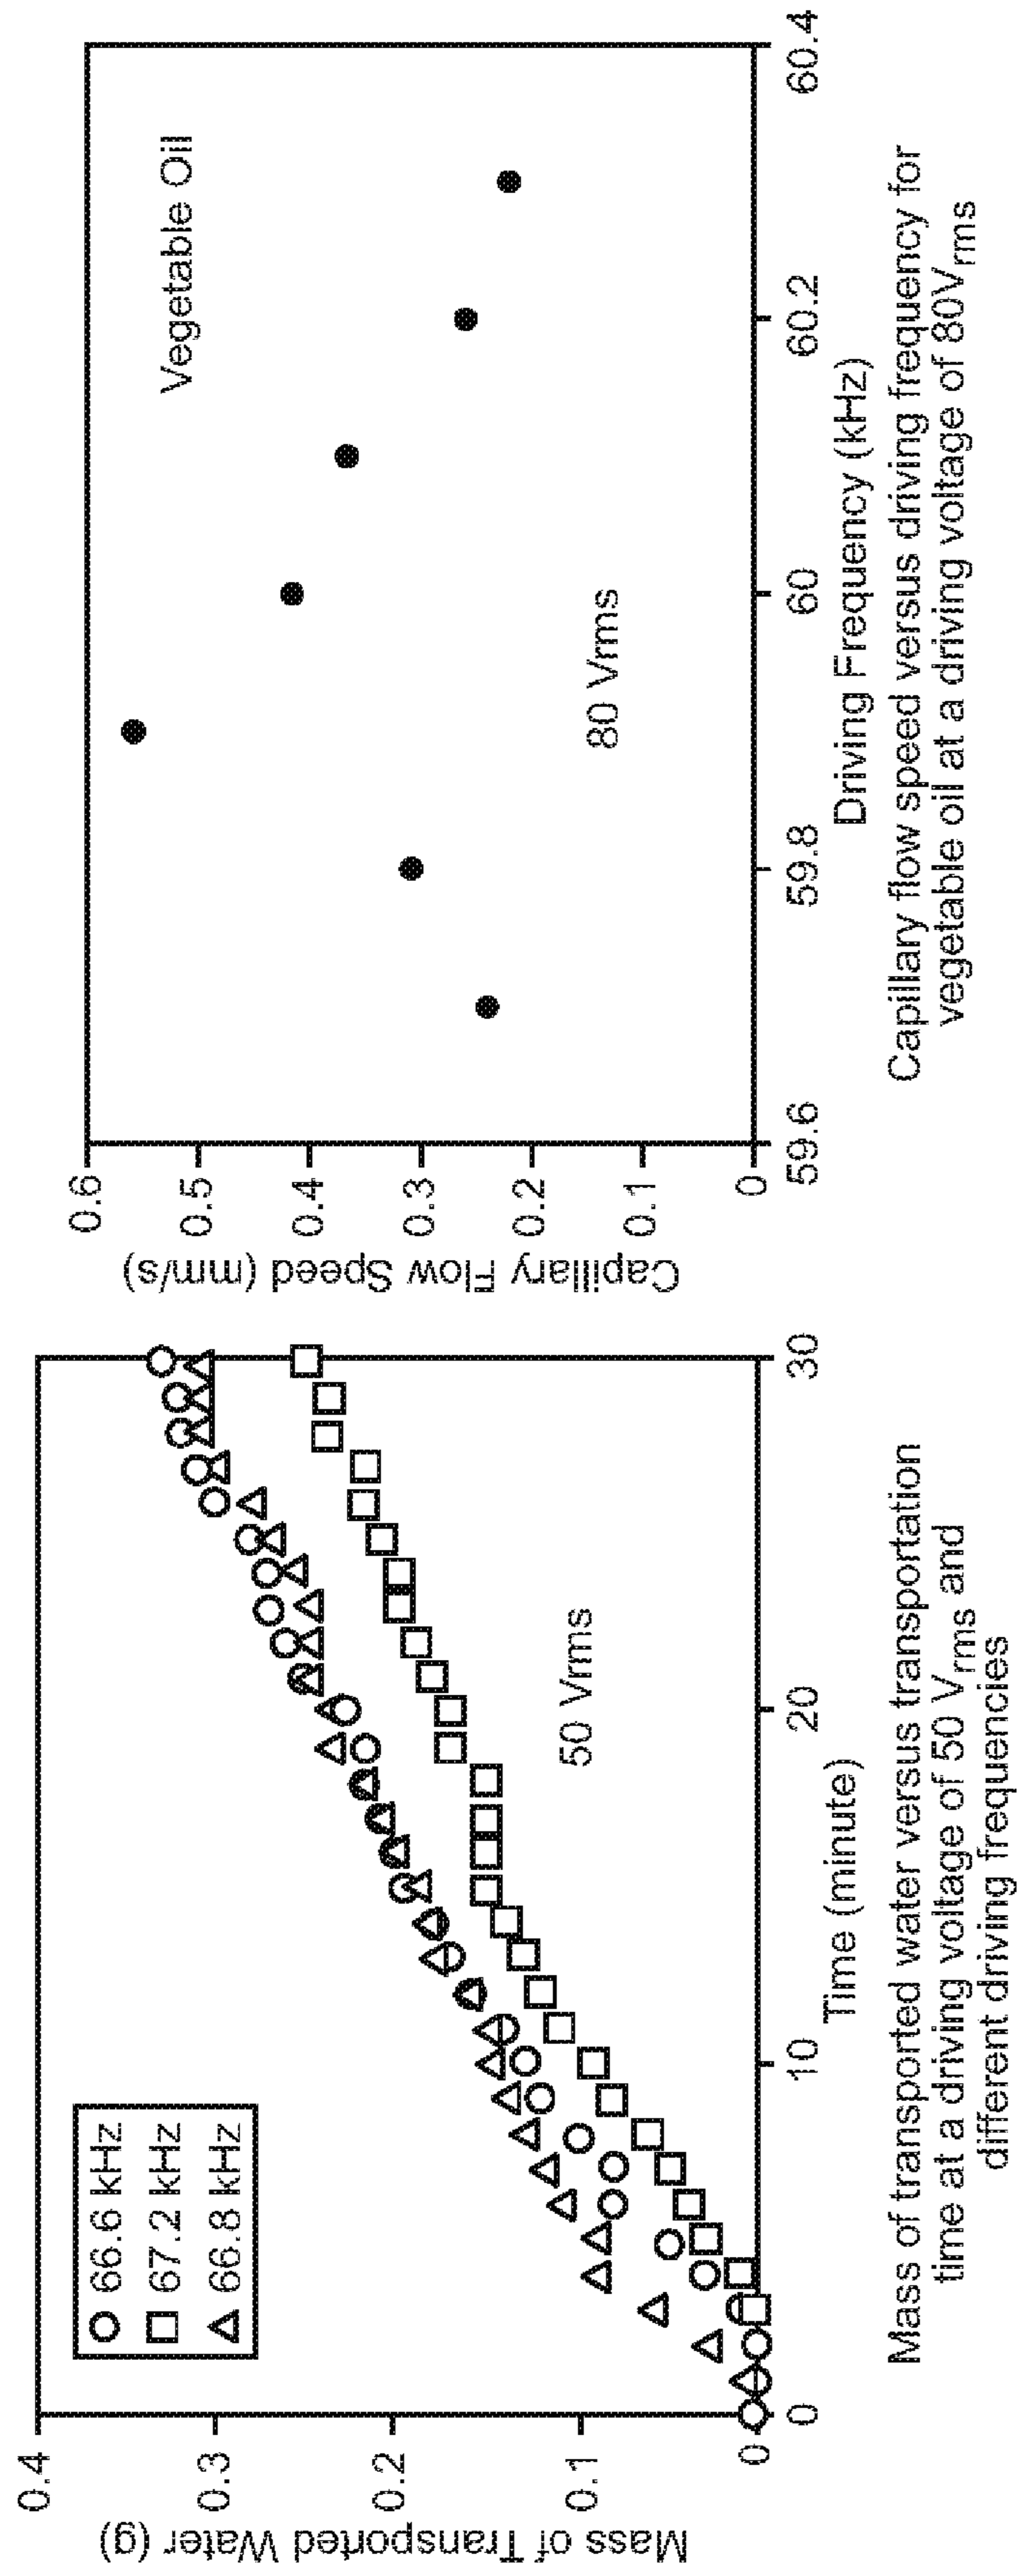 0.4
0.3
0.2
0.1
0
Mass of Transported Water (g)
66.6 kHz
67.2 kHz
66.8 kHz
50 Vrms
0
10
20
30
Time (minute)
Mass of transported water versus transportation
time at a driving voltage of 50 Vrms and
different driving frequencies
0.6
0.5
0.4
0.3
0.2
0.1
0
Capillary Flow Speed (mm/s)
Vegetable Oil
80 Vrms
59.6
59.8
60
60.2
60.4
Driving Frequency (kHz)
Capillary flow speed versus driving frequency for
vegetable oil at a driving voltage of 80Vrms